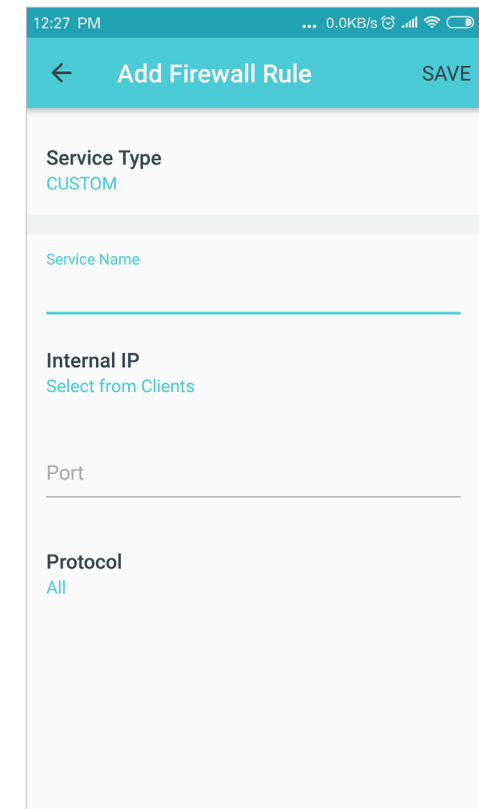 12:27 PM ... 0.0KB/s
Add Firewall Rule SAVE
Service Type
CUSTOM
Service Name
Internal IP
Select from Clients
Port
Protocol
All